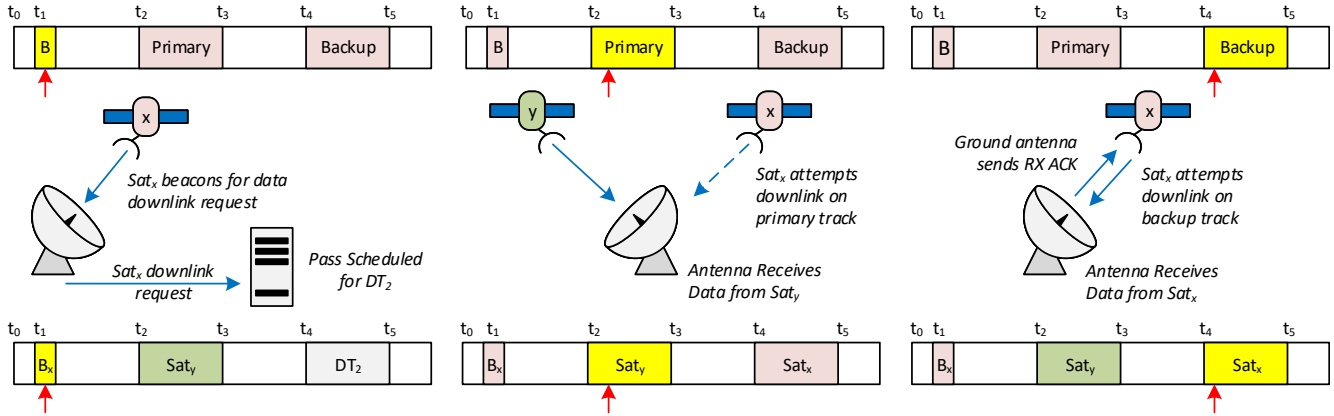 t₀ t₁ t₂ t₃ t₄ t₅
B Primary Backup
x
Satₓ beacons for data
downlink request
Satₓ downlink
request
Pass Scheduled
for DT₂
t₀ t₁ t₂ t₃ t₄ t₅
Bₓ Satᵧ DT₂
t₀ t₁ t₂ t₃ t₄ t₅
B Primary Backup
y x
Satₓ attempts
downlink on
primary track
Antenna Receives
Data from Satᵧ
t₀ t₁ t₂ t₃ t₄ t₅
Bₓ Satᵧ Satₓ
t₀ t₁ t₂ t₃ t₄ t₅
B Primary Backup
x
Ground antenna
sends RX ACK
Satₓ attempts
downlink on
backup track
Antenna Receives
Data from Satₓ
t₀ t₁ t₂ t₃ t₄ t₅
Bₓ Satᵧ Satₓ